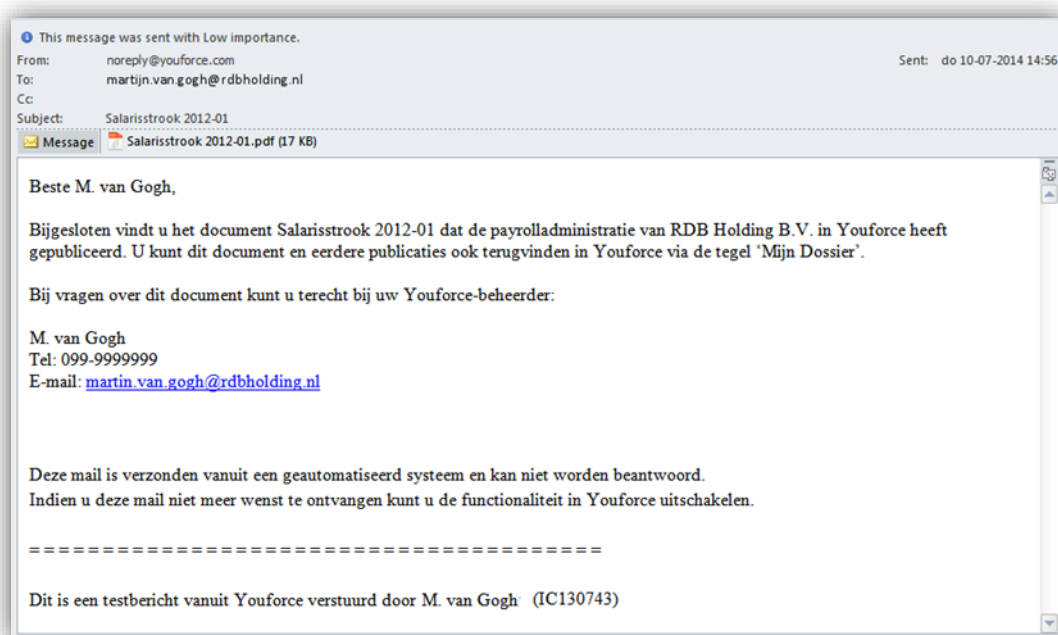 This message was sent with Low importance.
From: noreply@youforce.com Sent: do 10-07-2014 14:56
To: martijn.van.gogh@rdbholding.nl
Cc:
Subject: Salarisstrook 2012-01
Message Salarisstrook 2012-01.pdf (17 KB)
Beste M. van Gogh,
Bijgesloten vindt u het document Salarisstrook 2012-01 dat de payrolladministratie van RDB Holding B.V. in Youforce heeft
gepubliceerd. U kunt dit document en eerdere publicaties ook terugvinden in Youforce via de tegel ‘Mijn Dossier’.
Bij vragen over dit document kunt u terecht bij uw Youforce-beheerder:
M. van Gogh
Tel: 099-9999999
E-mail: martin.van.gogh@rdbholding.nl
Deze mail is verzonden vanuit een geautomatiseerd systeem en kan niet worden beantwoord.
Indien u deze mail niet meer wenst te ontvangen kunt u de functionaliteit in Youforce uitschakelen.
= = = = = = = = = = = = = = = = = = = = = = = = = = = = = = = = = = = = = = =
Dit is een testbericht vanuit Youforce verstuurd door M. van Gogh (IC130743)